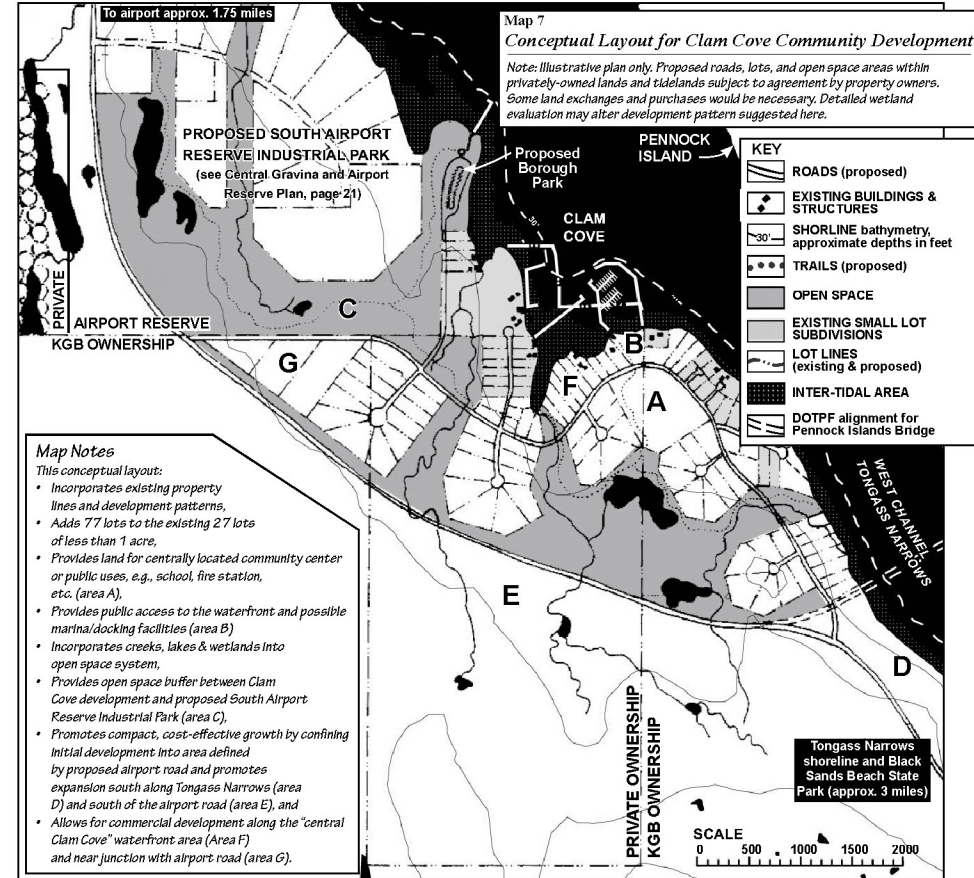 To airport approx. 1.75 miles
Map 7
Conceptual Layout for Clam Cove Community Development
Note: Illustrative plan only. Proposed roads, lots, and open space areas within
privately-owned lands and tidelands subject to agreement by property owners.
Some land exchanges and purchases would be necessary. Detailed wetland
evaluation may alter development pattern suggested here.
PROPOSED SOUTH AIRPORT
RESERVE INDUSTRIAL PARK
(see Central Gravina and Airport
Reserve Plan, page 21)
Proposed
Borough
Park
PENNOCK
ISLAND
30'
CLAM
COVE
KEY
ROADS (proposed)
EXISTING BUILDINGS &
STRUCTURES
30'
SHORLINE bathymetry,
approximate depths in feet
TRAILS (proposed)
OPEN SPACE
EXISTING SMALL LOT
SUBDIVISIONS
LOT LINES
(existing & proposed)
INTER-TIDAL AREA
DOTPF alignment for
Pennock Islands Bridge
PRIVATE
AIRPORT RESERVE
KGB OWNERSHIP
C
G
B
F
A
E
D
WEST CHANNEL
TONGASS NARROWS
Map Notes
This conceptual layout:
• Incorporates existing property
lines and development patterns,
• Adds 77 lots to the existing 27 lots
of less than 1 acre,
• Provides land for centrally located community center
or public uses, e.g., school, fire station,
etc. (area A),
• Provides public access to the waterfront and possible
marina/docking facilities (area B)
• Incorporates creeks, lakes & wetlands into
open space system,
• Provides open space buffer between Clam
Cove development and proposed South Airport
Reserve Industrial Park (area C),
• Promotes compact, cost-effective growth by confining
initial development into area defined
by proposed airport road and promotes
expansion south along Tongass Narrows (area
D) and south of the airport road (area E), and
• Allows for commercial development along the "central
Clam Cove" waterfront area (Area F)
and near junction with airport road (area G).
PRIVATE OWNERSHIP
KGB OWNERSHIP
Tongass Narrows
shoreline and Black
Sands Beach State
Park (approx. 3 miles)
SCALE
0 500 1000 1500 2000